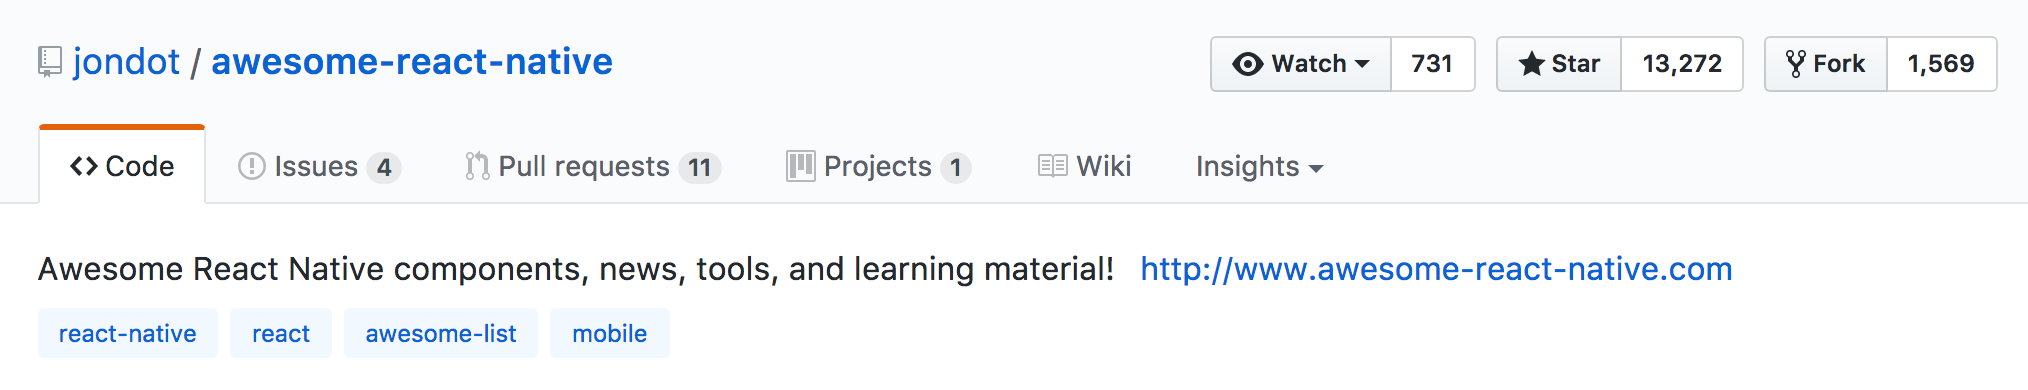 jondot / awesome-react-native Watch 731 Star 13,272 Fork 1,569
Code Issues 4 Pull requests 11 Projects 1 Wiki Insights
Awesome React Native components, news, tools, and learning material! http://www.awesome-react-native.com
react-native react awesome-list mobile